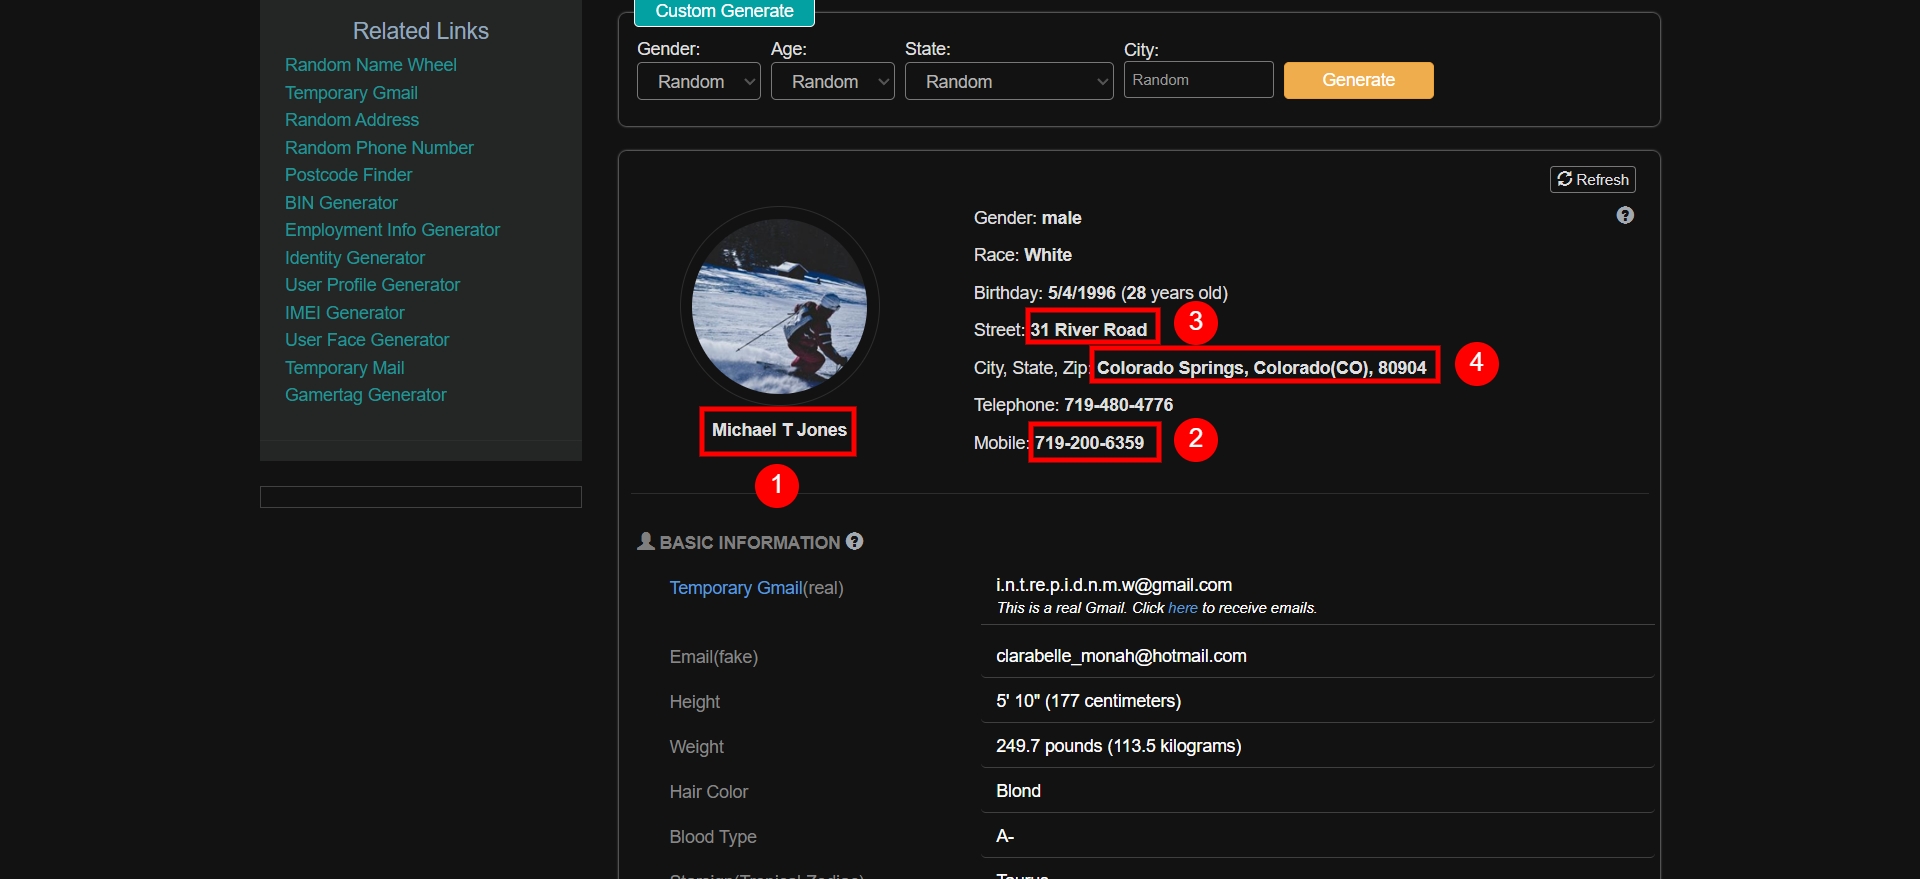 Related Links
Random Name Wheel
Temporary Gmail
Random Address
Random Phone Number
Postcode Finder
BIN Generator
Employment Info Generator
Identity Generator
User Profile Generator
IMEI Generator
User Face Generator
Temporary Mail
Gamertag Generator
Custom Generate
Gender: Age: State: City:
Random Random Random Random Generate
Refresh
Gender: male
Race: White
Birthday: 5/4/1996 (28 years old)
Street: 31 River Road 3
City, State, Zip: Colorado Springs, Colorado(CO), 80904 4
Telephone: 719-480-4776
Mobile: 719-200-6359 2
Michael T Jones
1
BASIC INFORMATION ?
Temporary Gmail(real) i.n.t.re.p.i.d.n.m.w@gmail.com
This is a real Gmail. Click here to receive emails.
Email(fake) clarabelle_monah@hotmail.com
Height 5' 10" (177 centimeters)
Weight 249.7 pounds (113.5 kilograms)
Hair Color Blond
Blood Type A-